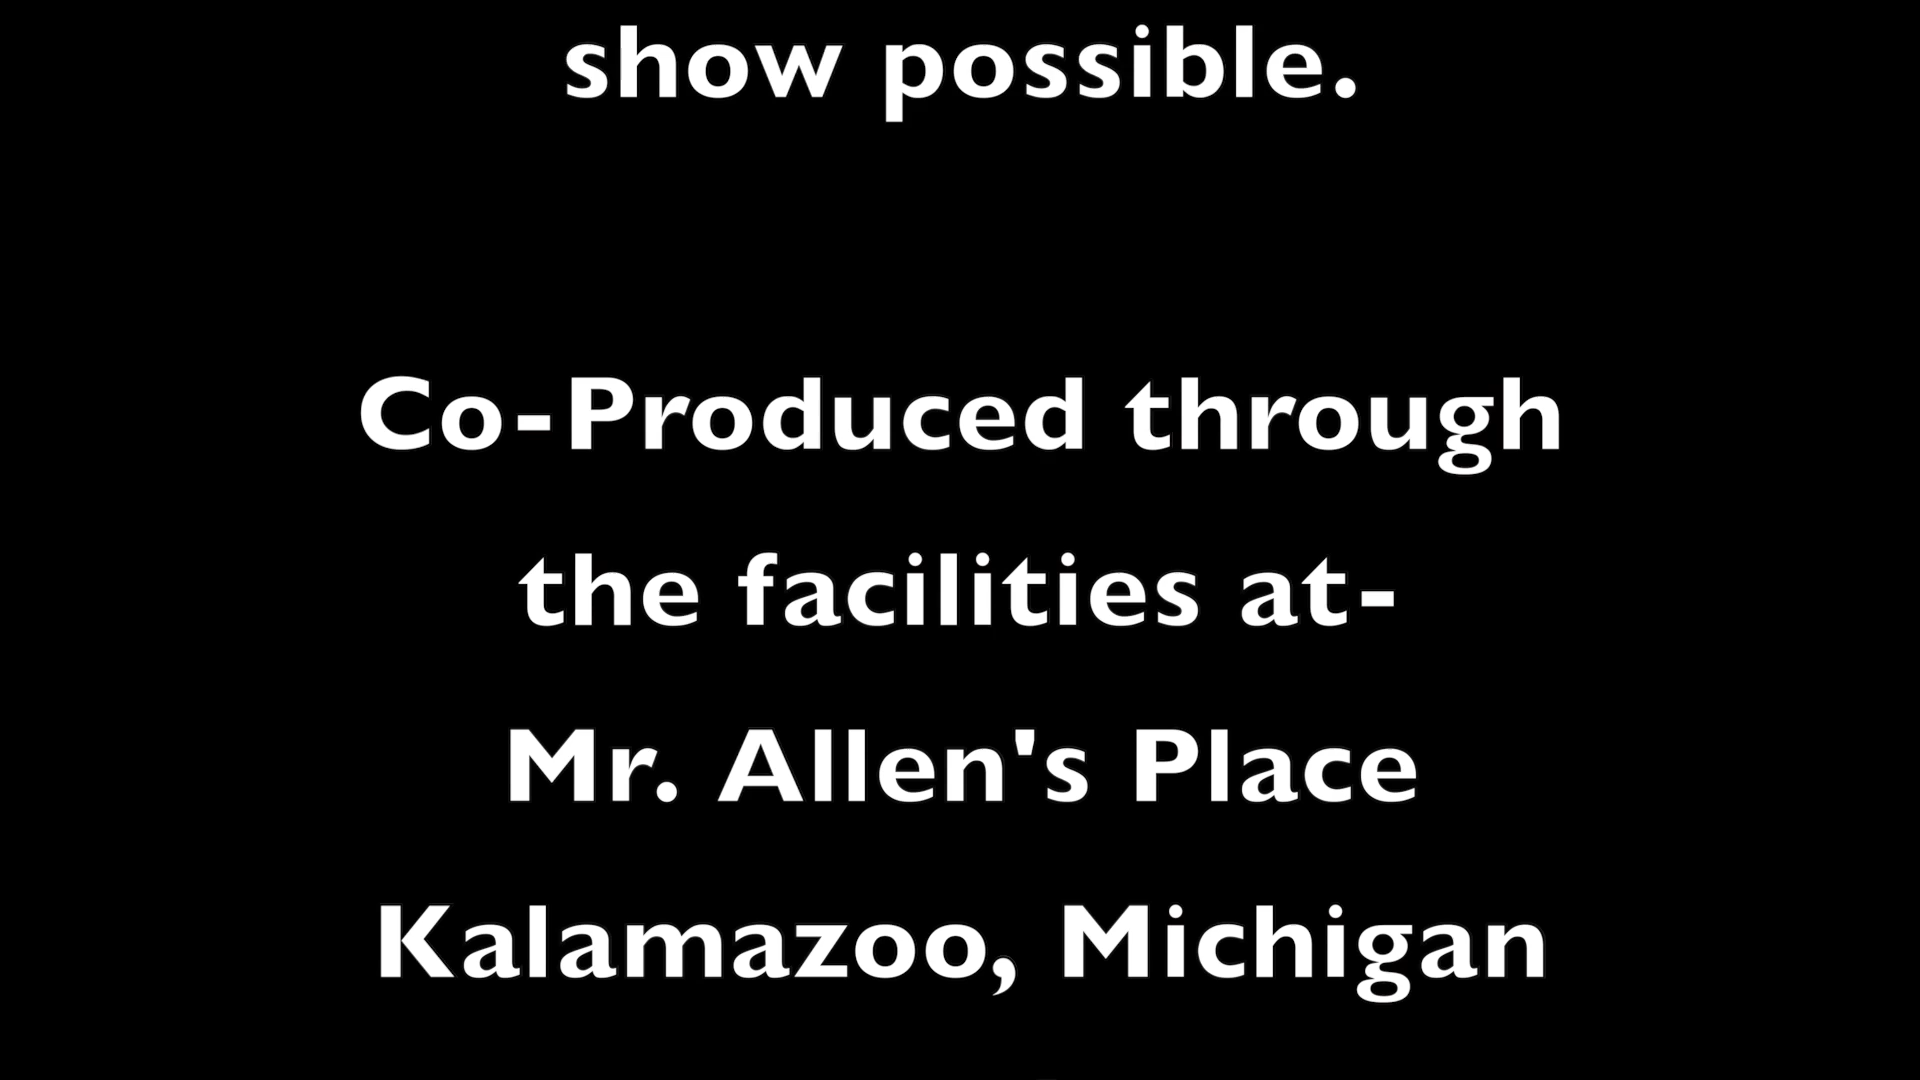 show possible.
Co-Produced through
the facilities at-
Mr. Allen's Place
Kalamazoo, Michigan